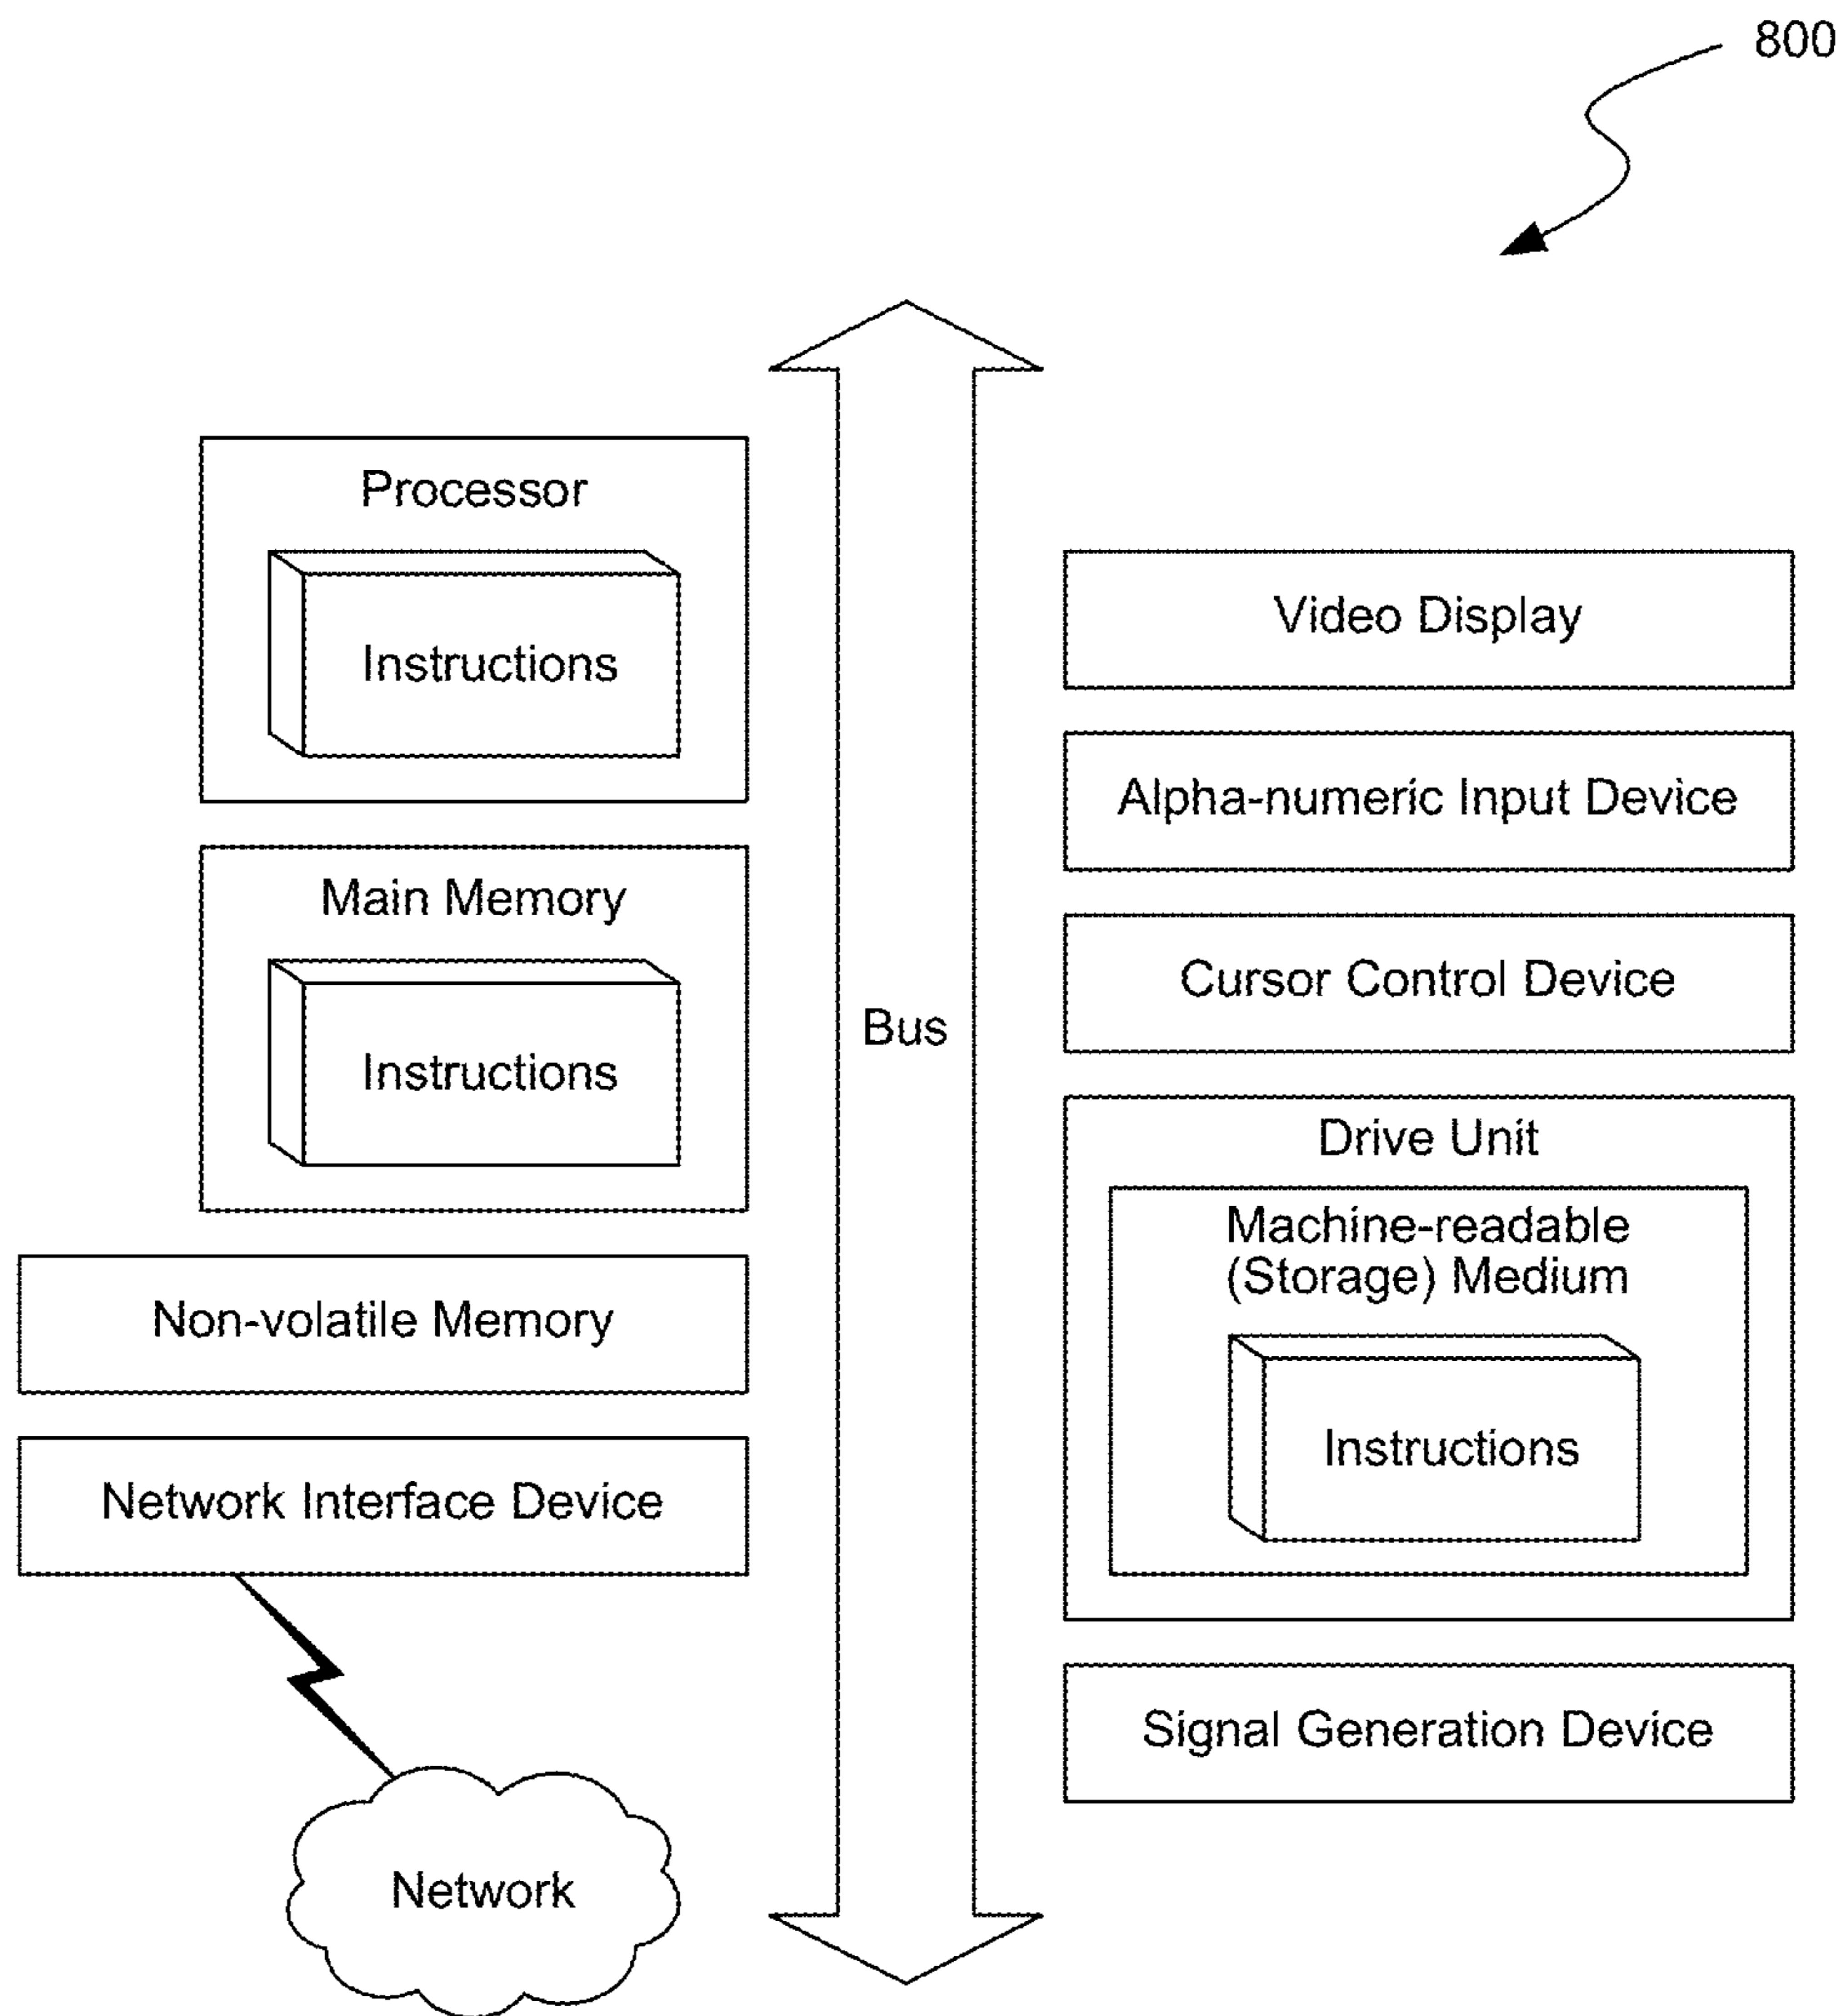 800
Processor
Instructions
Main Memory
Instructions
Non-volatile Memory
Network Interface Device
Network
Bus
Video Display
Alpha-numeric Input Device
Cursor Control Device
Drive Unit
Machine-readable
(Storage) Medium
Instructions
Signal Generation Device